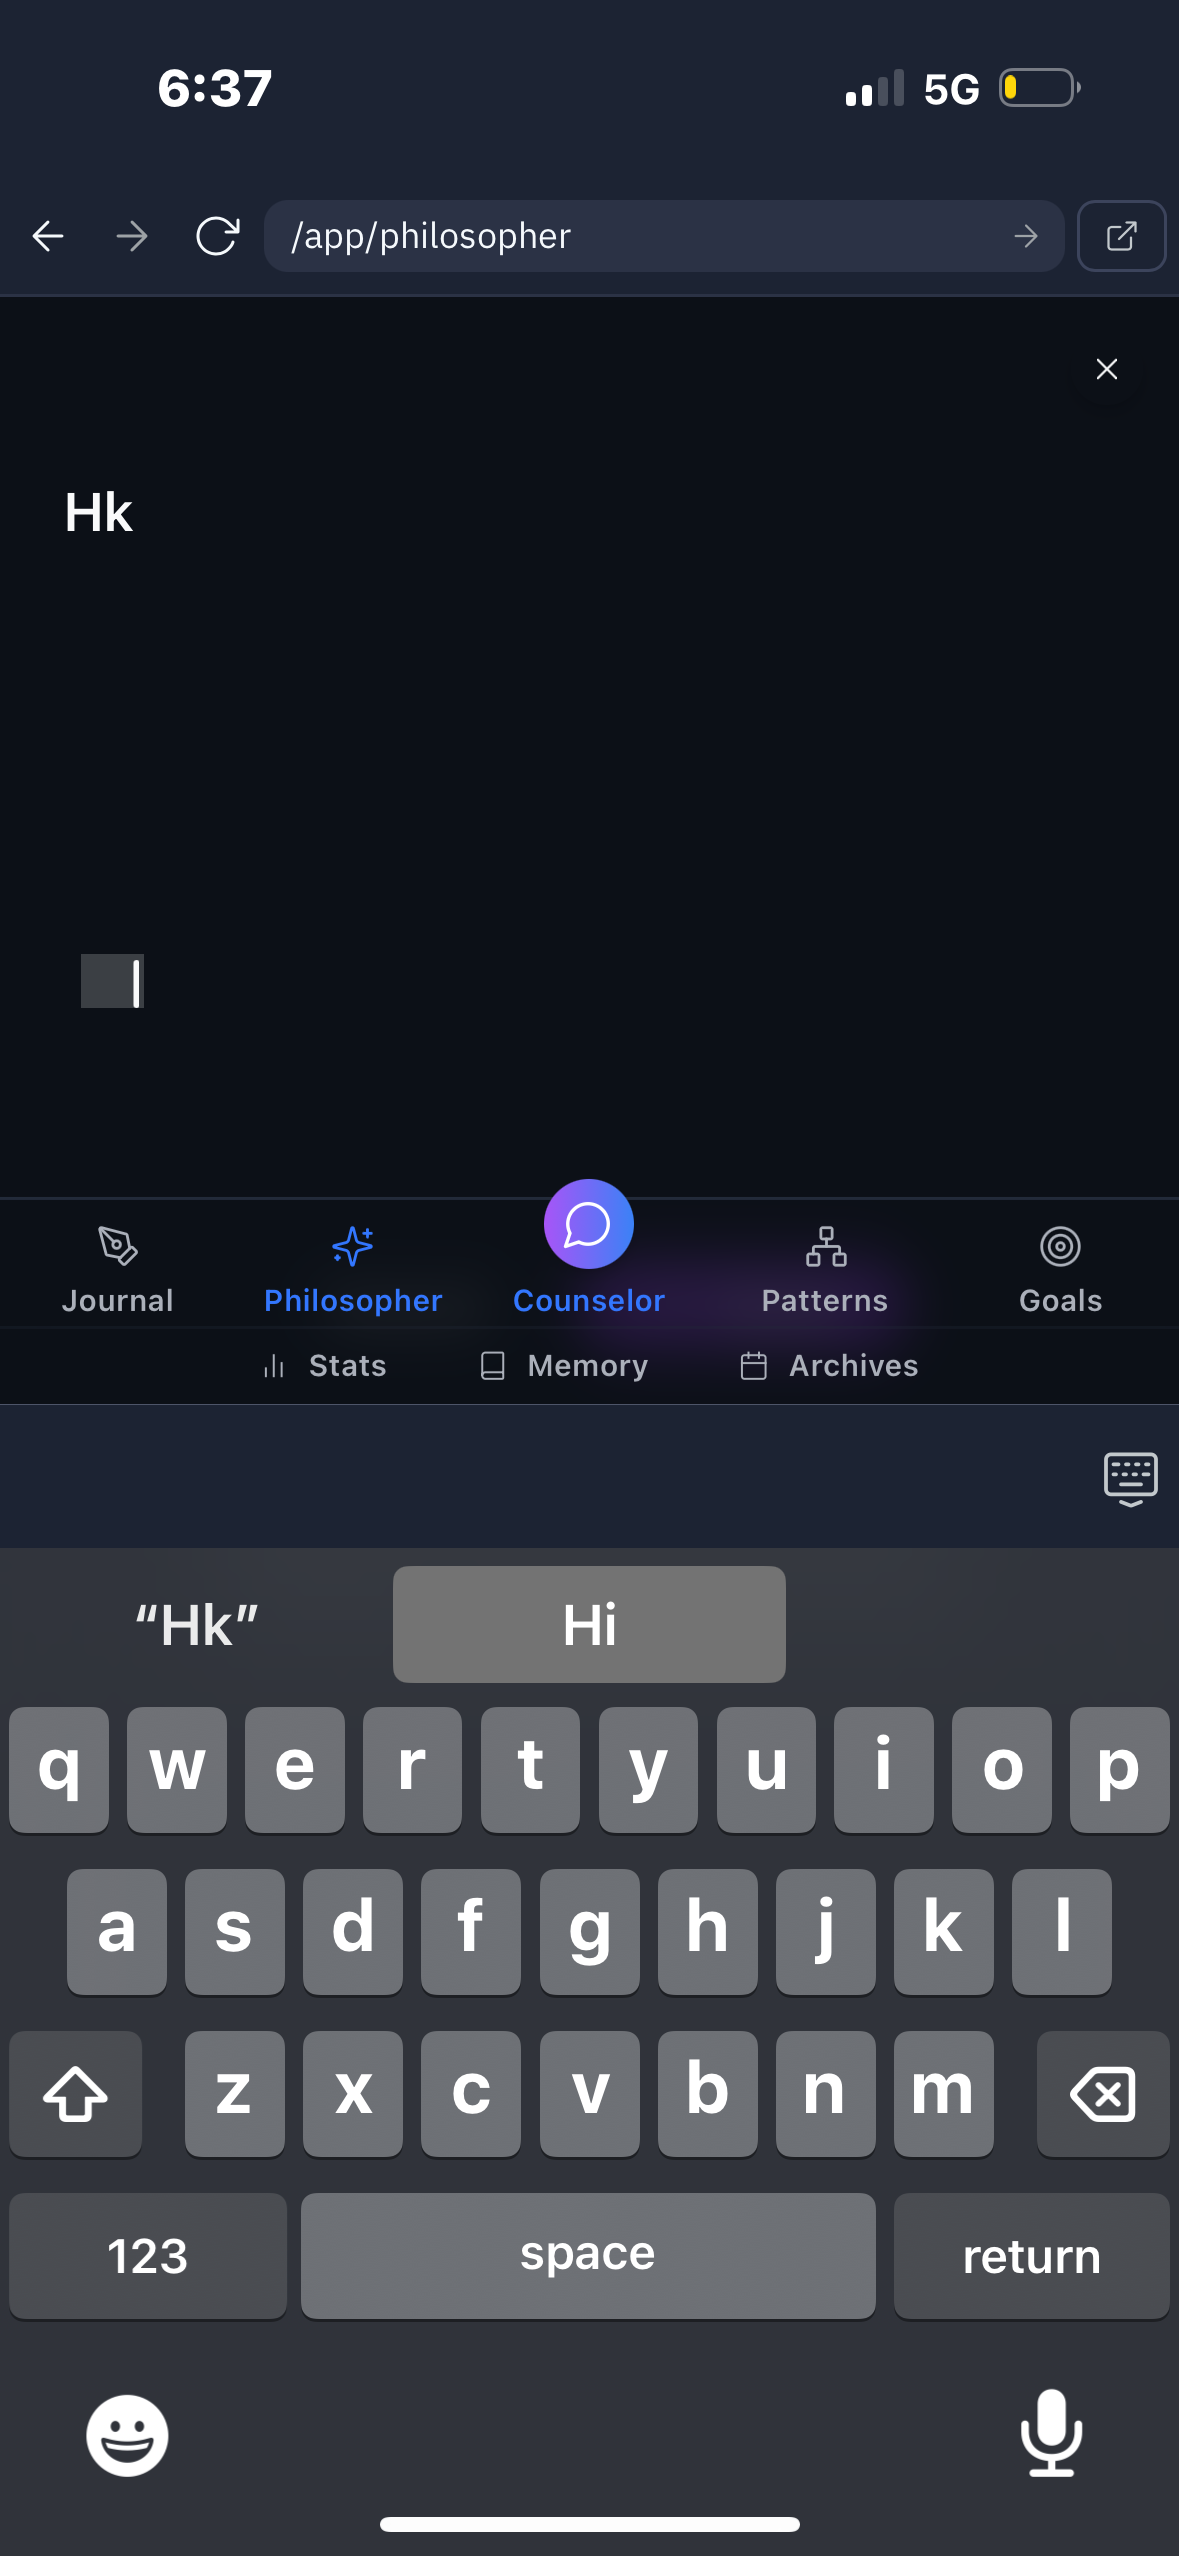 6:37
5G
/app/philosopher
Hk
Journal
Philosopher
Counselor
Patterns
Goals
Stats
Memory
Archives
“Hk”
Hi
q w e r t y u i o p
a s d f g h j k l
z x c v b n m
123
space
return